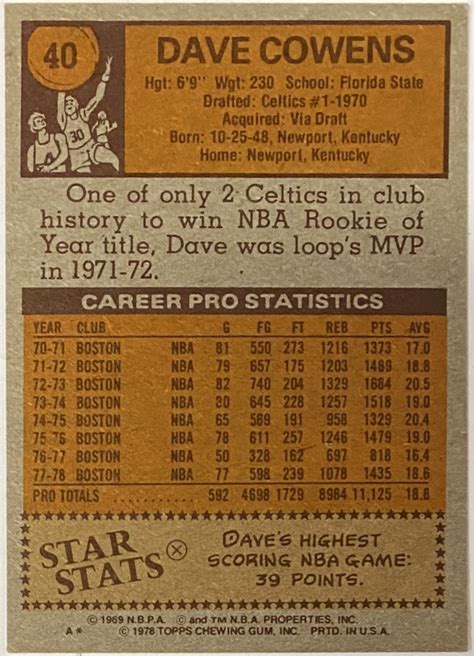 40
DAVE COWENS
Hgt: 6'9" Wgt: 230 School: Florida State
Drafted: Celtics #1-1970
Acquired: Via Draft
Born: 10-25-48, Newport, Kentucky
Home: Newport, Kentucky
30
One of only 2 Celtics in club
history to win NBA Rookie of
Year title, Dave was loop's MVP
in 1971-72.
CAREER PRO STATISTICS
YEAR CLUB G FG FT REB PTS AVG
70-71 BOSTON NBA 81 550 273 1216 1373 17.0
71-72 BOSTON NBA 79 657 175 1203 1489 18.8
72-73 BOSTON NBA 82 740 204 1329 1684 20.5
73-74 BOSTON NBA 80 645 228 1257 1518 19.0
74-75 BOSTON NBA 65 569 191 958 1329 20.4
75-76 BOSTON NBA 78 611 257 1246 1479 19.0
76-77 BOSTON NBA 50 328 162 697 818 16.4
77-78 BOSTON NBA 77 598 239 1078 1435 18.6
PRO TOTALS 592 4698 1729 8984 11,125 18.8
STAR
STATS
DAVE'S HIGHEST
SCORING NBA GAME:
39 POINTS.
© 1969 N.B.P.A. © and TM N.B.A. PROPERTIES, INC.
A* © 1978 TOPPS CHEWING GUM, INC. PRTD. IN U.S.A.